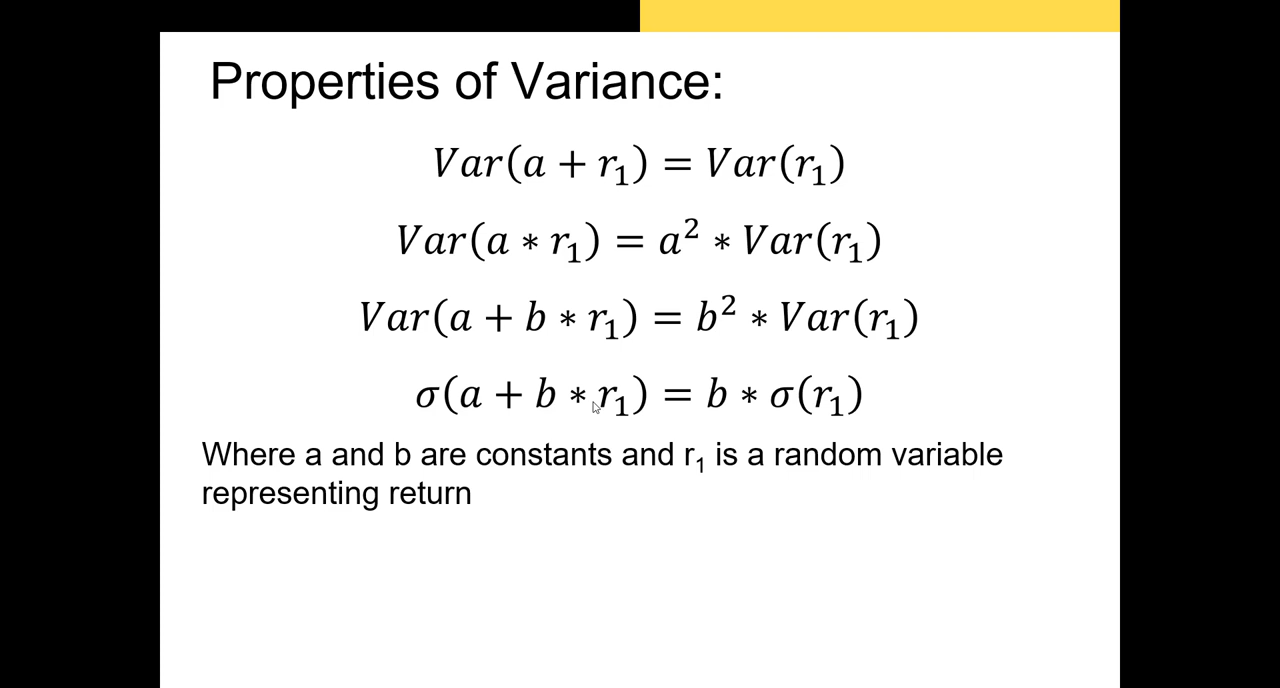 Properties of Variance:
Var(a + r₁) = Var(r₁)
Var(a * r₁) = a² * Var(r₁)
Var(a + b * r₁) = b² * Var(r₁)
σ(a + b * r₁) = b * σ(r₁)
Where a and b are constants and r₁ is a random variable
representing return